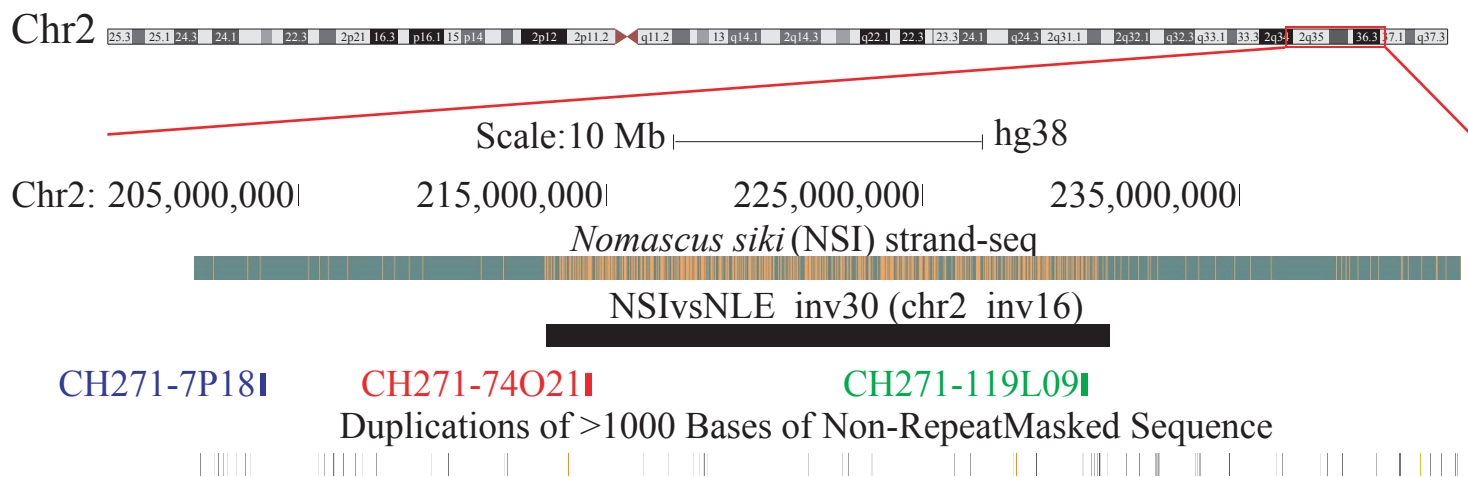 Chr2 25.3 25.1 24.3 24.1 22.3 2p21 16.3 p16.1 15 p14 2p12 2p11.2 q11.2 13 q14.1 2q14.3 q22.1 22.3 23.3 24.1 q24.3 2q31.1 2q32.1 q32.3 q33.1 33.3 2q34 2q35 36.3 37.1 q37.3
Scale:10 Mb hg38
Chr2: 205,000,000 215,000,000 225,000,000 235,000,000
Nomascus siki (NSI) strand-seq
NSIvsNLE inv30 (chr2 inv16)
CH271-7P18 CH271-74O21 CH271-119L09
Duplications of >1000 Bases of Non-RepeatMasked Sequence